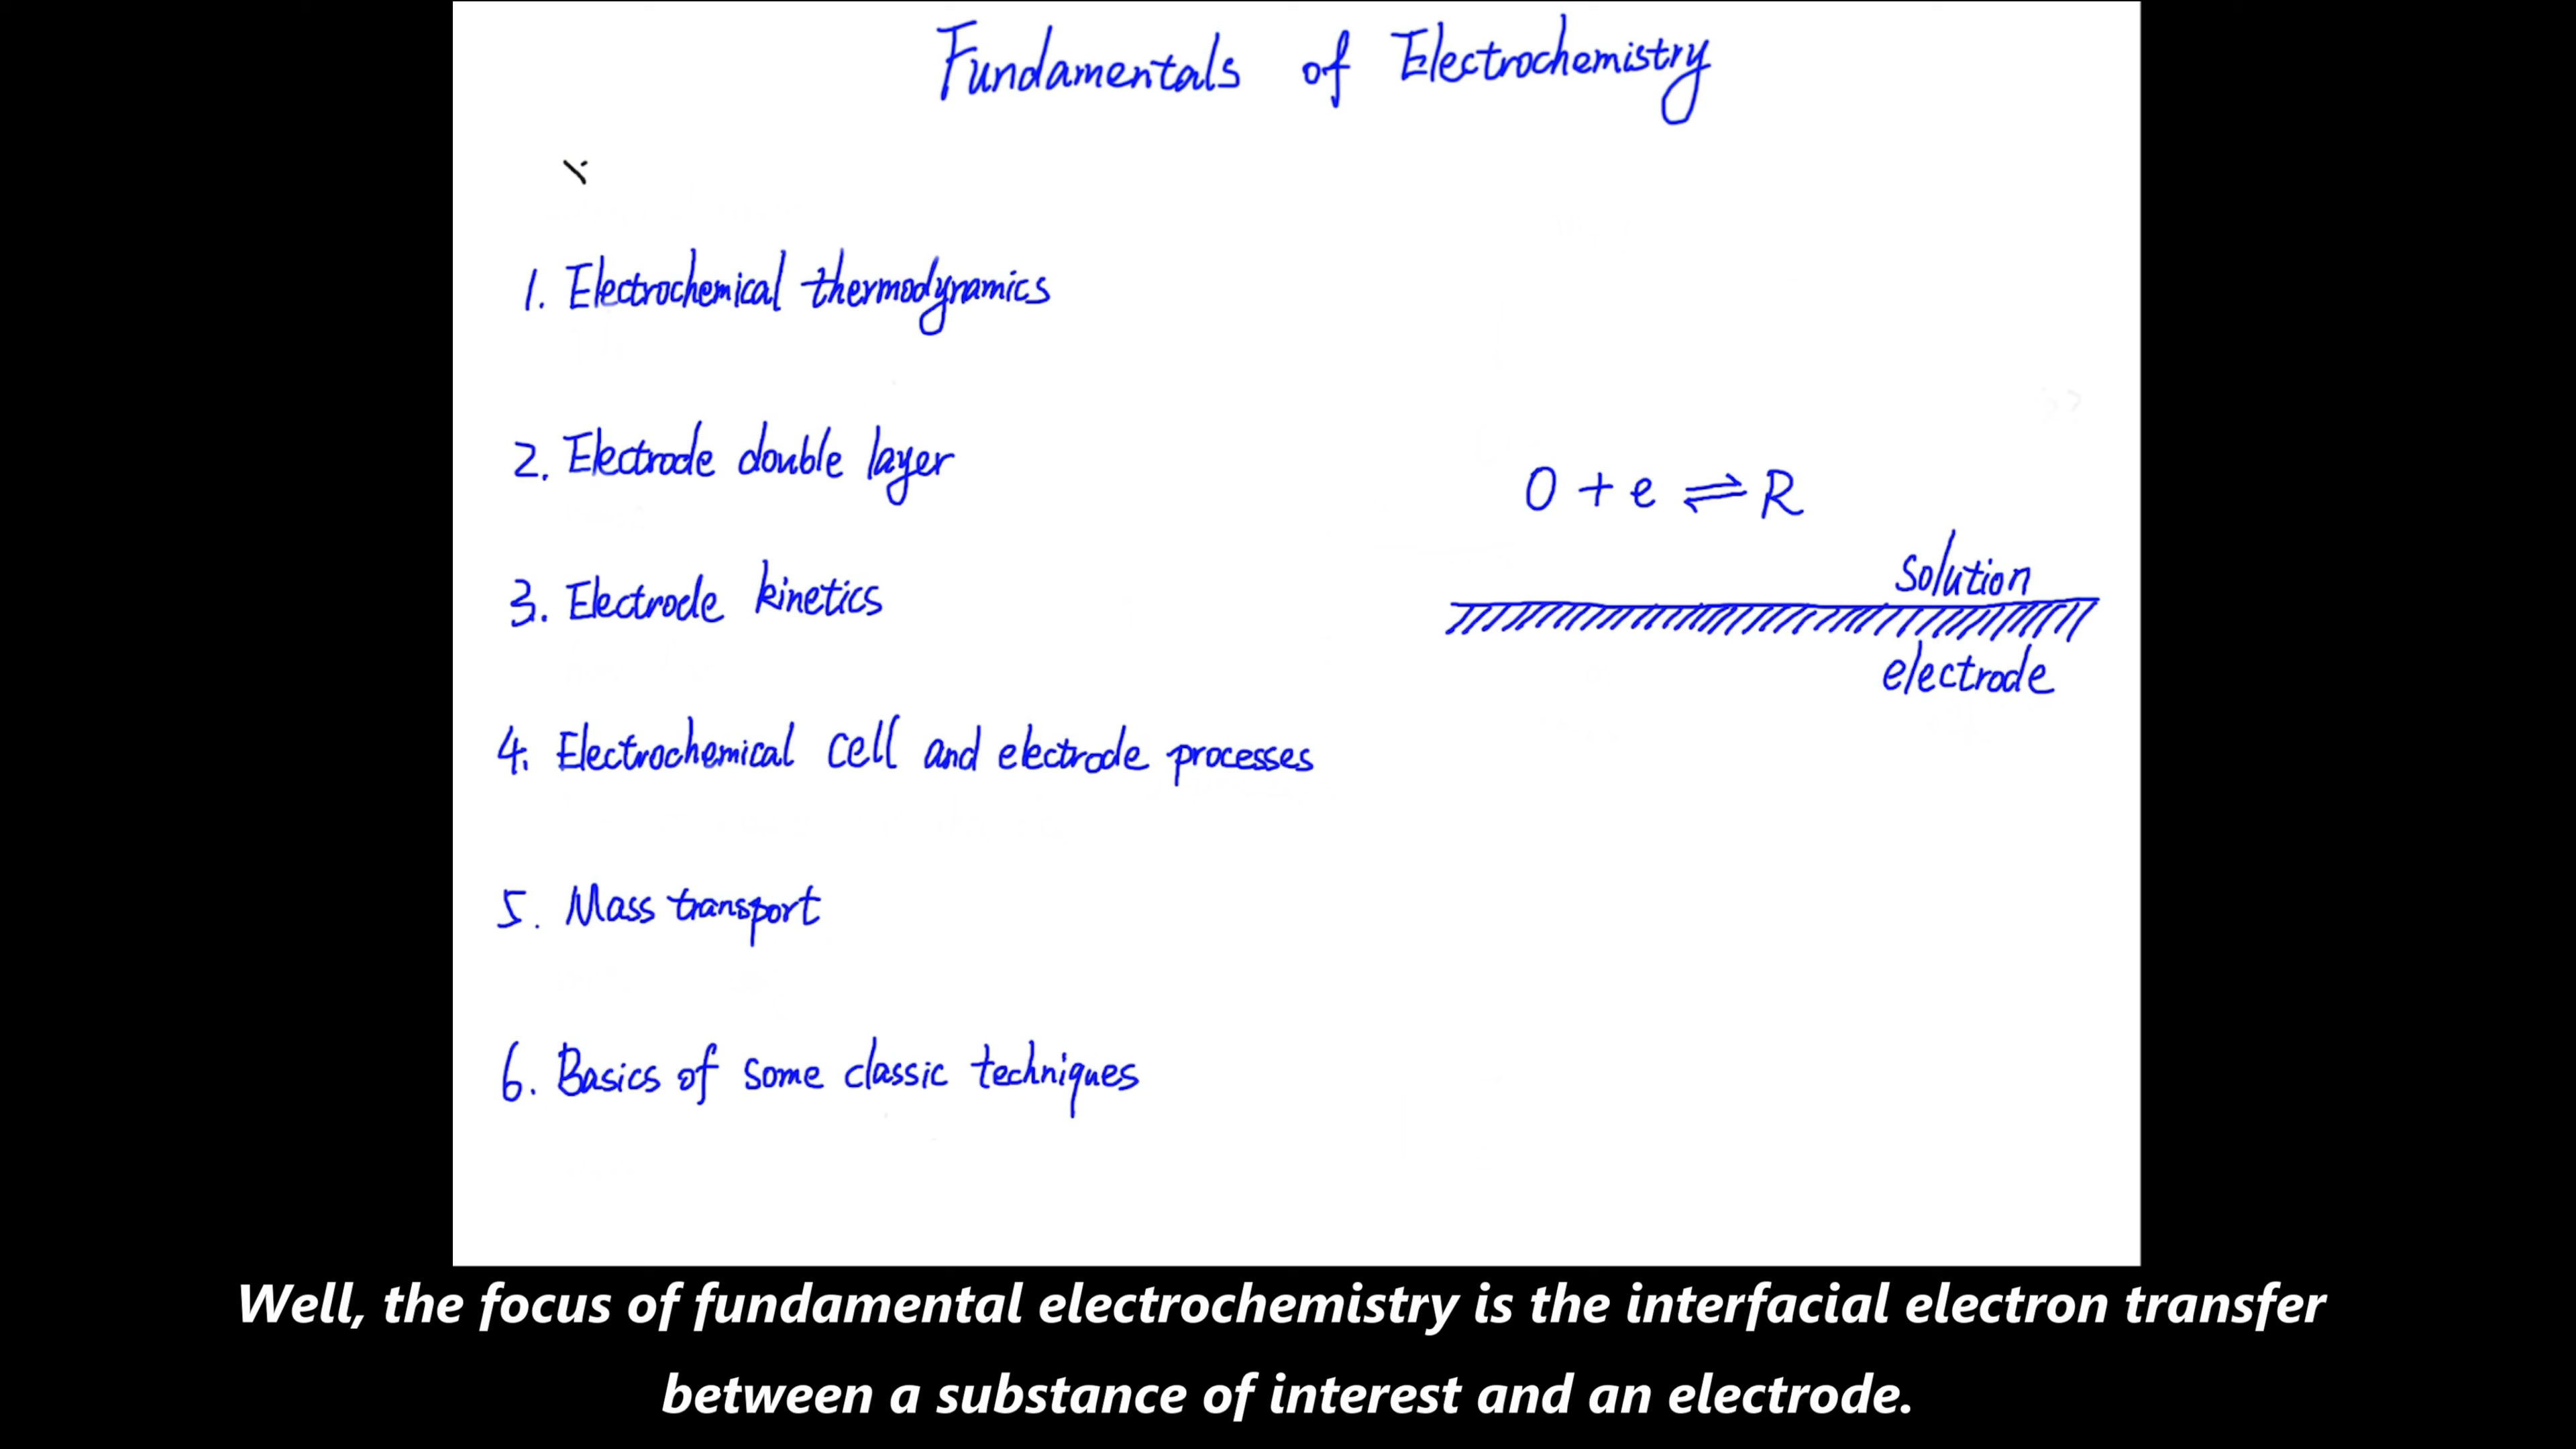 Fundamentals of Electrochemistry
1. Electrochemical thermodynamics
2. Electrode double layer
3. Electrode kinetics
4. Electrochemical cell and electrode processes
5. Mass transport
6. Basics of some classic techniques
O + e ⇌ R
solution
electrode
Well, the focus of fundamental electrochemistry is the interfacial electron transfer
between a substance of interest and an electrode.